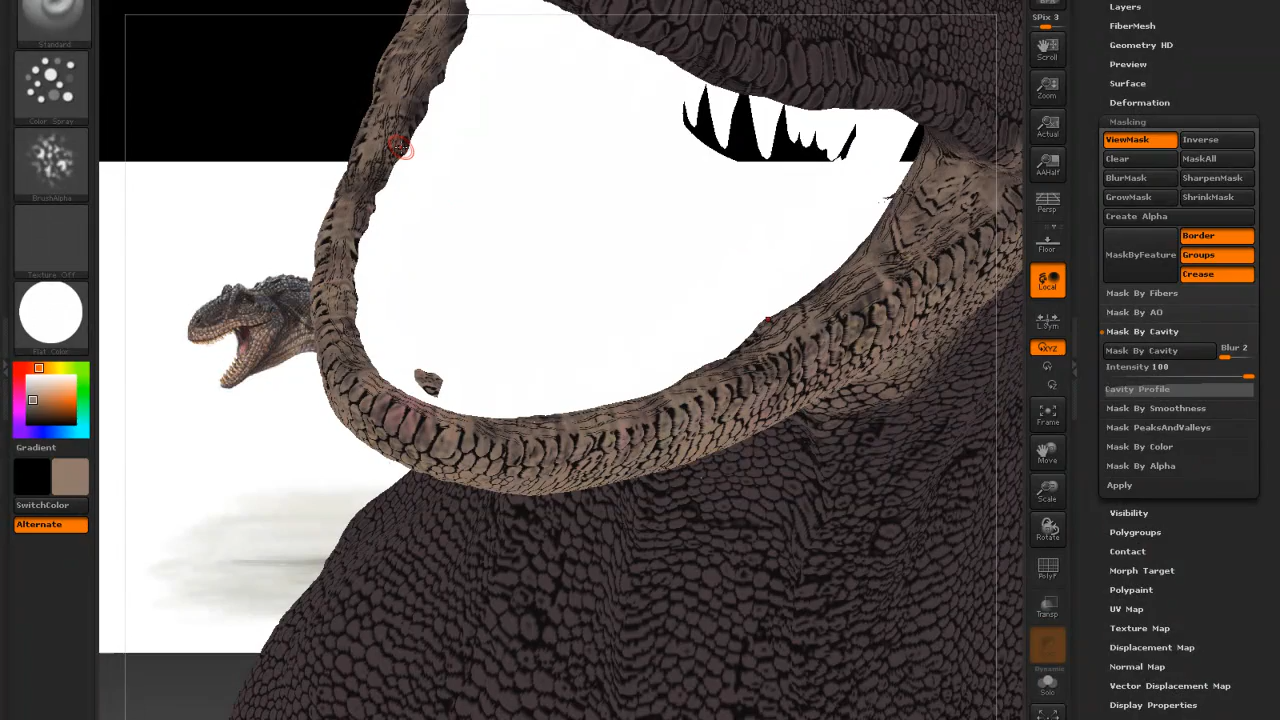 Standard
Color Spray
BrushAlpha
Texture Off
Flat Color
Gradient
SwitchColor
Alternate
SPix 3
Scroll
Zoom
Actual
AAHalf
Persp
Floor
Local
L.Sym
XYZ
Frame
Move
Scale
Rotate
PolyF
Transp
Dynamic
Solo
Layers
FiberMesh
Geometry HD
Preview
Surface
Deformation
Masking
ViewMask
Inverse
Clear
MaskAll
BlurMask
SharpenMask
GrowMask
ShrinkMask
Create Alpha
MaskByFeature
Border
Groups
Crease
Mask By Fibers
Mask By AO
Mask By Cavity
Mask By Cavity
Blur 2
Intensity 100
Cavity Profile
Mask By Smoothness
Mask PeaksAndValleys
Mask By Color
Mask By Alpha
Apply
Visibility
Polygroups
Contact
Morph Target
Polypaint
UV Map
Texture Map
Displacement Map
Normal Map
Vector Displacement Map
Display Properties